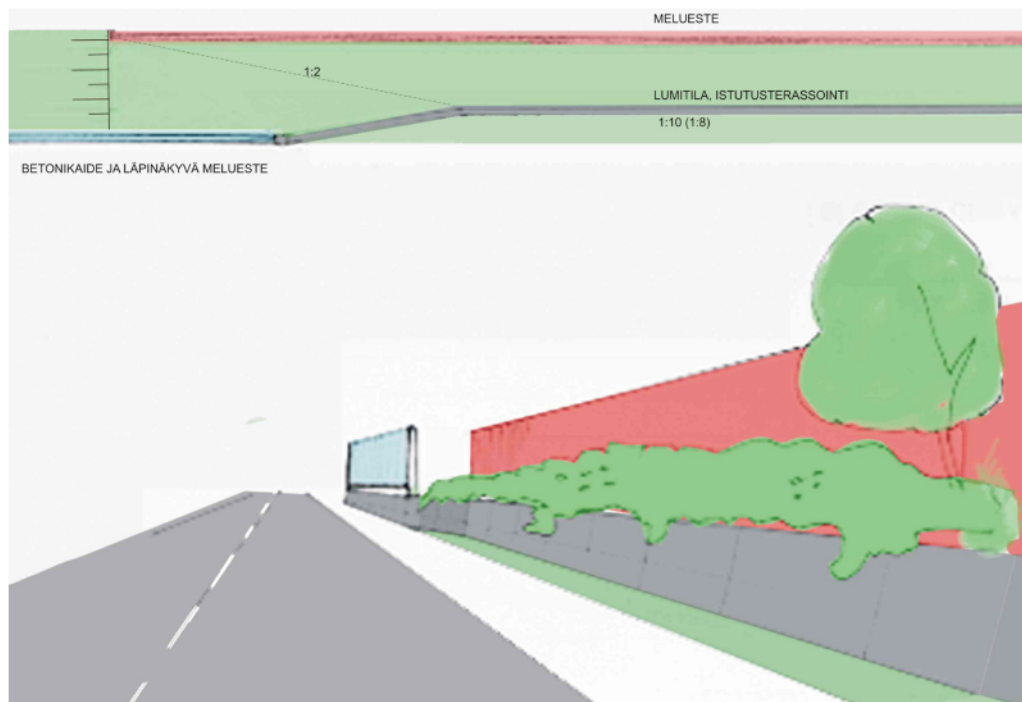 MELUESTE
1:2
LUMITILA, ISTUTUSTERASSOINTI
1:10 (1:8)
BETONIKAIDE JA LÄPINÄKYVÄ MELUESTE